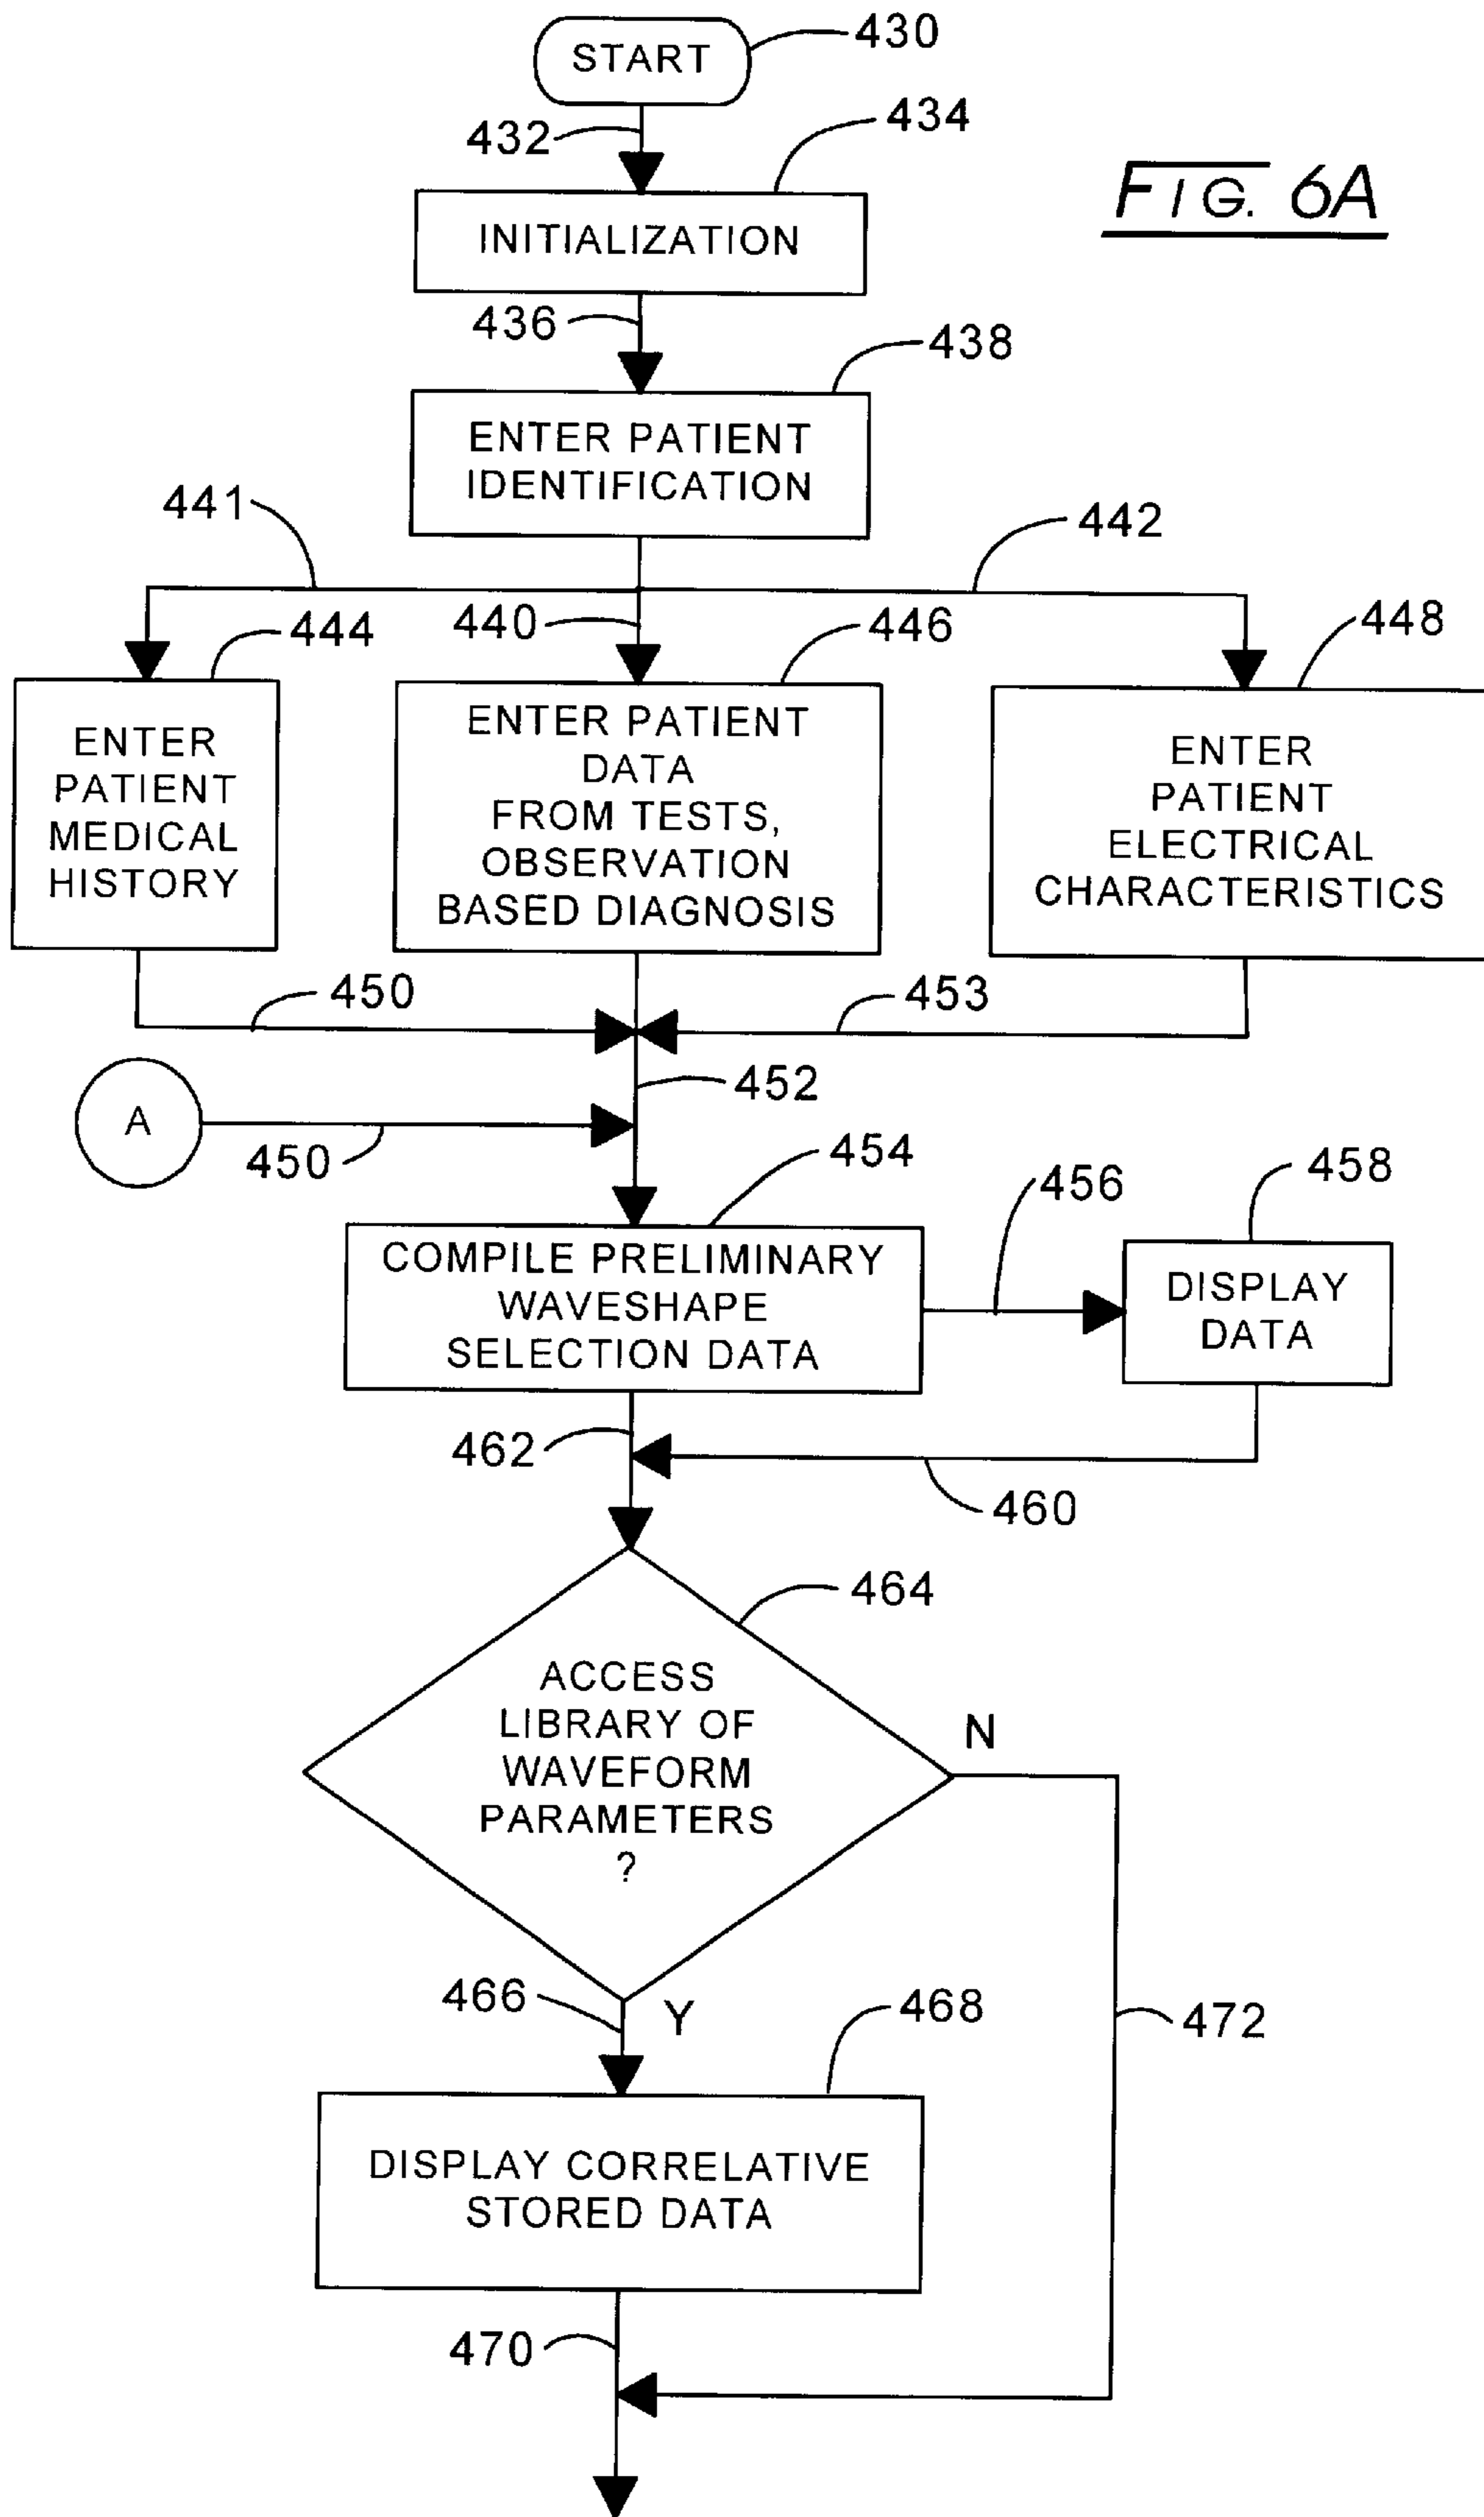 430
START
432
434
FIG. 6A
INITIALIZATION
436
438
ENTER PATIENT
IDENTIFICATION
441
442
440
444
446
448
ENTER
PATIENT
MEDICAL
HISTORY
ENTER PATIENT
DATA
FROM TESTS,
OBSERVATION
BASED DIAGNOSIS
ENTER
PATIENT
ELECTRICAL
CHARACTERISTICS
450
453
452
A
450
454
456
458
COMPILE PRELIMINARY
WAVESHAPE
SELECTION DATA
DISPLAY
DATA
462
460
464
ACCESS
LIBRARY OF
WAVEFORM
PARAMETERS
?
N
466
Y
468
472
DISPLAY CORRELATIVE
STORED DATA
470